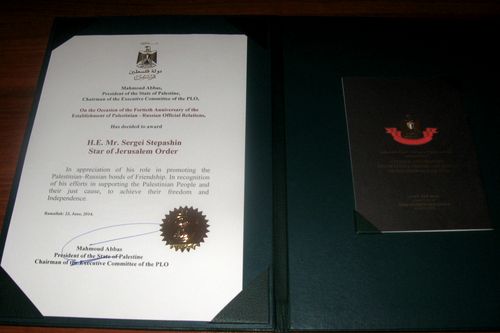 دولة فلسطين
الرئيس
Mahmoud Abbas,
President of the State of Palestine,
Chairman of the Executive Committee of the PLO,
On the Occasion of the Fortieth Anniversary of the
Establishment of Palestinian - Russian Official Relations,
Has decided to award
H.E. Mr. Sergei Stepashin
Star of Jerusalem Order
In appreciation of his role in promoting the
Palestinian-Russian bonds of Friendship. In recognition
of his efforts in supporting the Palestinian People and
their just cause, to achieve their freedom and
Independence.
Ramallah: 23, June, 2014.
Mahmoud Abbas
President of the State of Palestine
Chairman of the Executive Committee of the PLO